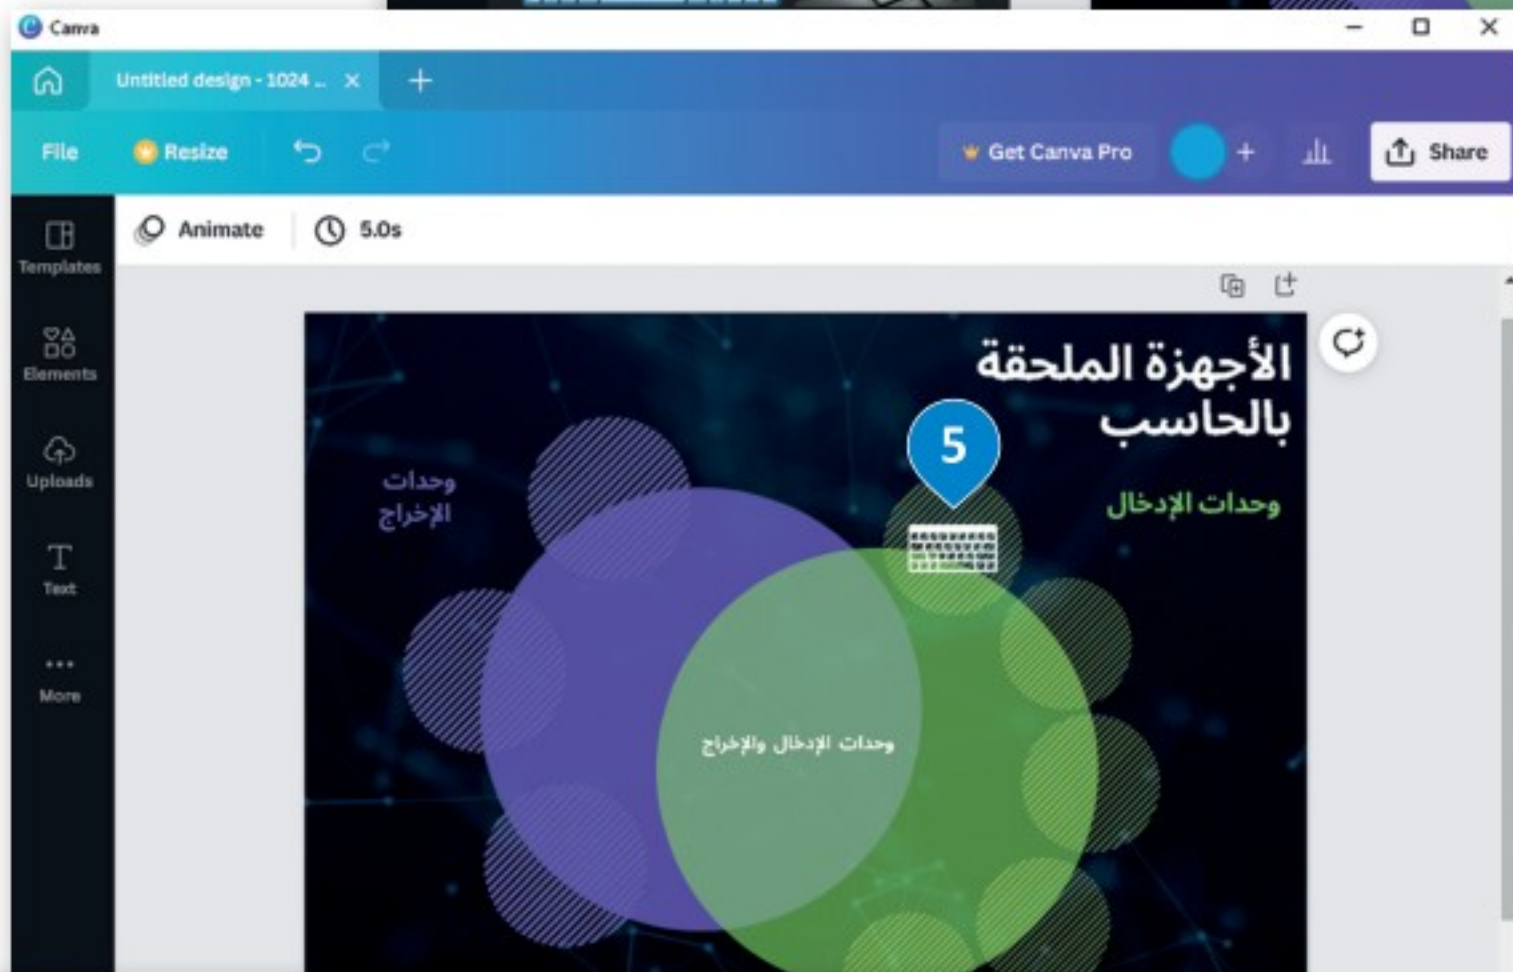 Canva
Untitled design - 1024 ...
File
Resize
Get Canva Pro
Share
Animate
5.0s
Templates
Elements
Uploads
Text
More
الأجهزة الملحقة
بالحاسب
5
وحدات الإدخال
وحدات
الإخراج
وحدات الإدخال والإخراج